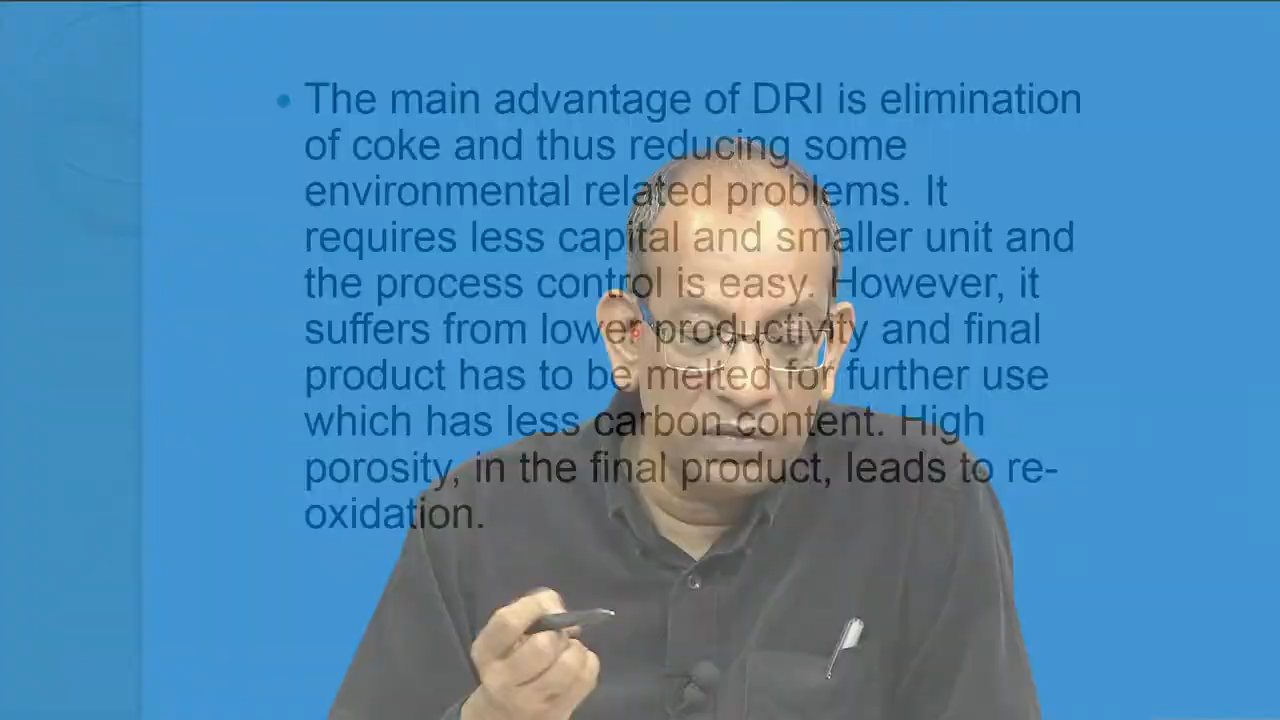 • The main advantage of DRI is elimination
of coke and thus reducing some
environmental related problems. It
requires less capital and smaller unit and
the process control is easy. However, it
suffers from lower productivity and final
product has to be melted for further use
which has less carbon content. High
porosity, in the final product, leads to re-
oxidation.